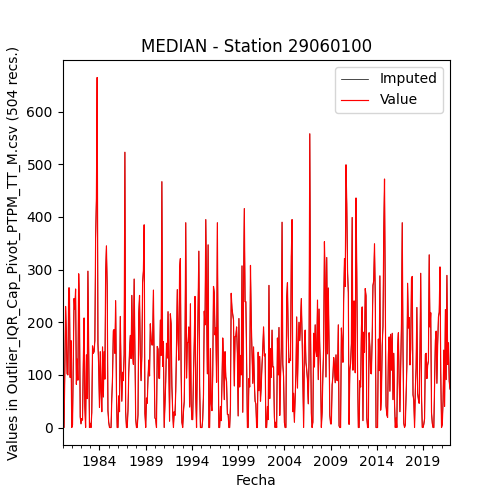 MEDIAN - Station 29060100
Imputed
Value
Values in Outlier_IQR_Cap_Pivot_PTPM_TT_M.csv (504 recs.)
600
500
400
300
200
100
0
1984 1989 1994 1999 2004 2009 2014 2019
Fecha